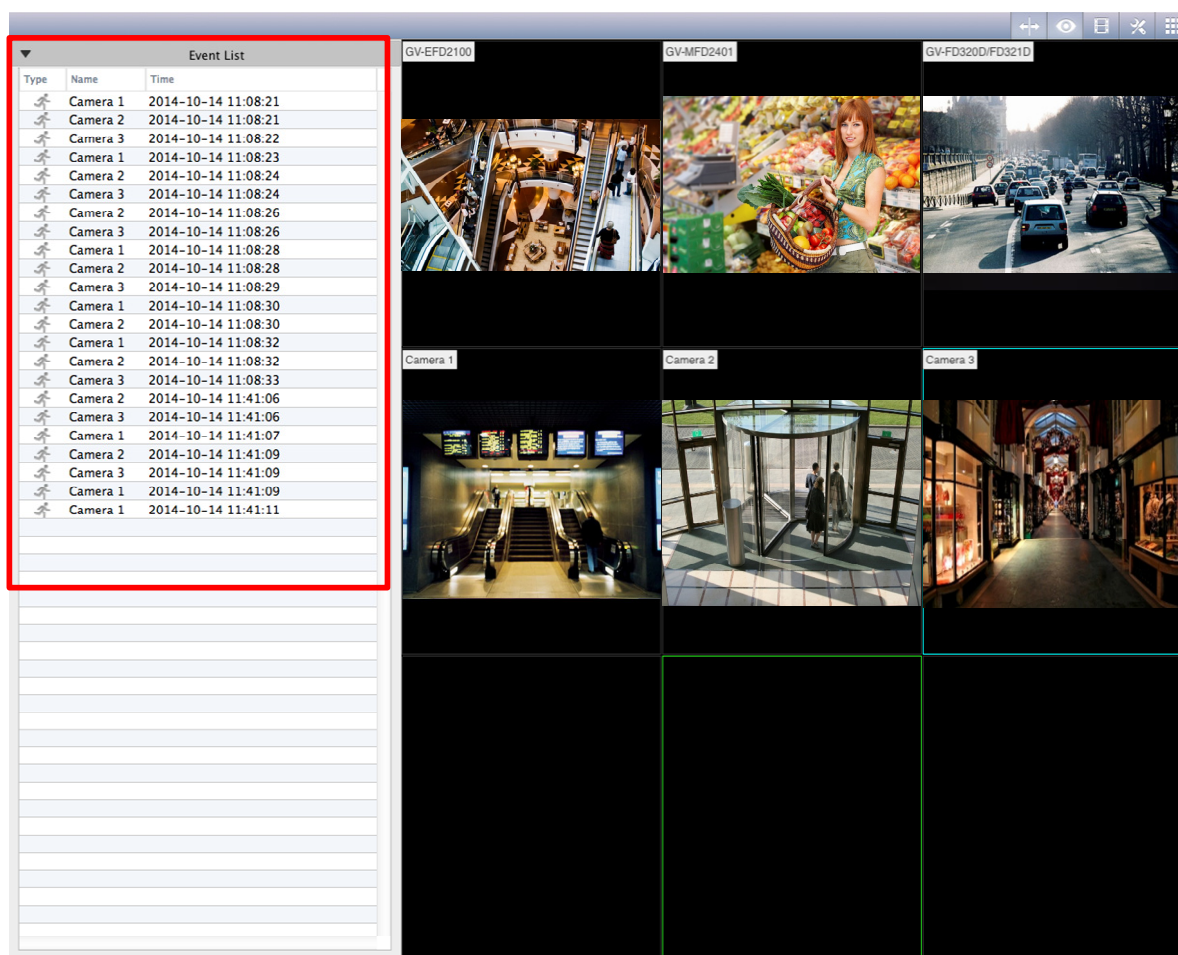 Event List
Type Name Time
Camera 1 2014-10-14 11:08:21
Camera 2 2014-10-14 11:08:21
Camera 3 2014-10-14 11:08:22
Camera 1 2014-10-14 11:08:23
Camera 2 2014-10-14 11:08:24
Camera 3 2014-10-14 11:08:24
Camera 2 2014-10-14 11:08:26
Camera 3 2014-10-14 11:08:26
Camera 1 2014-10-14 11:08:28
Camera 2 2014-10-14 11:08:28
Camera 3 2014-10-14 11:08:29
Camera 1 2014-10-14 11:08:30
Camera 2 2014-10-14 11:08:30
Camera 1 2014-10-14 11:08:32
Camera 2 2014-10-14 11:08:32
Camera 3 2014-10-14 11:08:33
Camera 2 2014-10-14 11:41:06
Camera 3 2014-10-14 11:41:06
Camera 1 2014-10-14 11:41:07
Camera 2 2014-10-14 11:41:09
Camera 3 2014-10-14 11:41:09
Camera 1 2014-10-14 11:41:09
Camera 1 2014-10-14 11:41:11
GV-EFD2100
GV-MFD2401
GV-FD320D/FD321D
Camera 1
Camera 2
Camera 3